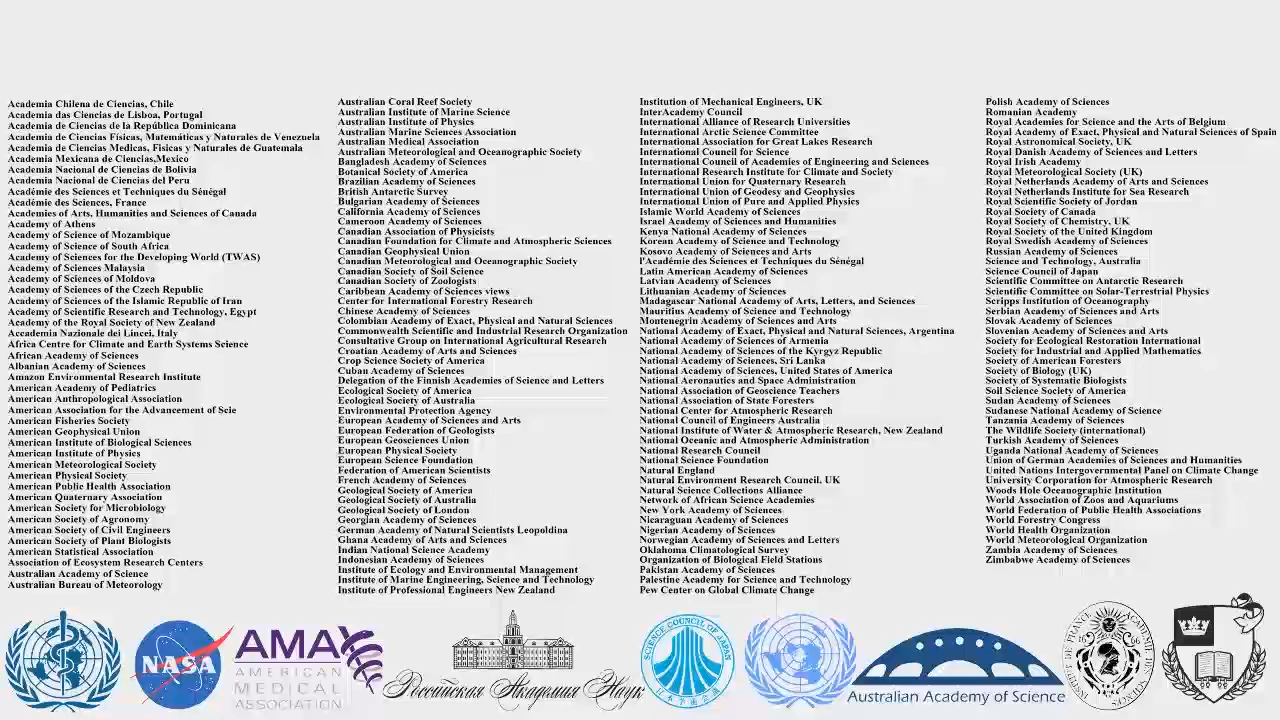 Academia Chilena de Ciencias, Chile
Academia das Ciencias de Lisboa, Portugal
Academia de Ciencias de la República Dominicana
Academia de Ciencias Físicas, Matemáticas y Naturales de Venezuela
Academia de Ciencias Medicas, Fisicas y Naturales de Guatemala
Academia Mexicana de Ciencias,Mexico
Academia Nacional de Ciencias de Bolivia
Academia Nacional de Ciencias del Peru
Académie des Sciences et Techniques du Sénégal
Académie des Sciences, France
Academies of Arts, Humanities and Sciences of Canada
Academy of Athens
Academy of Science of Mozambique
Academy of Science of South Africa
Academy of Sciences for the Developing World (TWAS)
Academy of Sciences Malaysia
Academy of Sciences of Moldova
Academy of Sciences of the Czech Republic
Academy of Sciences of the Islamic Republic of Iran
Academy of Scientific Research and Technology, Egypt
Academy of the Royal Society of New Zealand
Accademia Nazionale dei Lincei, Italy
Africa Centre for Climate and Earth Systems Science
African Academy of Sciences
Albanian Academy of Sciences
Amazon Environmental Research Institute
American Academy of Pediatrics
American Anthropological Association
American Association for the Advancement of Scie
American Fisheries Society
American Geophysical Union
American Institute of Biological Sciences
American Institute of Physics
American Meteorological Society
American Physical Society
American Public Health Association
American Quaternary Association
American Society for Microbiology
American Society of Agronomy
American Society of Civil Engineers
American Society of Plant Biologists
American Statistical Association
Association of Ecosystem Research Centers
Australian Academy of Science
Australian Bureau of Meteorology
Australian Coral Reef Society
Australian Institute of Marine Science
Australian Institute of Physics
Australian Marine Sciences Association
Australian Medical Association
Australian Meteorological and Oceanographic Society
Bangladesh Academy of Sciences
Botanical Society of America
Brazilian Academy of Sciences
British Antarctic Survey
Bulgarian Academy of Sciences
California Academy of Sciences
Cameroon Academy of Sciences
Canadian Association of Physicists
Canadian Foundation for Climate and Atmospheric Sciences
Canadian Geophysical Union
Canadian Meteorological and Oceanographic Society
Canadian Society of Soil Science
Canadian Society of Zoologists
Caribbean Academy of Sciences views
Center for International Forestry Research
Chinese Academy of Sciences
Colombian Academy of Exact, Physical and Natural Sciences
Commonwealth Scientific and Industrial Research Organization
Consultative Group on International Agricultural Research
Croatian Academy of Arts and Sciences
Crop Science Society of America
Cuban Academy of Sciences
Delegation of the Finnish Academies of Science and Letters
Ecological Society of America
Ecological Society of Australia
Environmental Protection Agency
European Academy of Sciences and Arts
European Federation of Geologists
European Geosciences Union
European Physical Society
European Science Foundation
Federation of American Scientists
French Academy of Sciences
Geological Society of America
Geological Society of Australia
Geological Society of London
Georgian Academy of Sciences
German Academy of Natural Scientists Leopoldina
Ghana Academy of Arts and Sciences
Indian National Science Academy
Indonesian Academy of Sciences
Institute of Ecology and Environmental Management
Institute of Marine Engineering, Science and Technology
Institute of Professional Engineers New Zealand
Institution of Mechanical Engineers, UK
InterAcademy Council
International Alliance of Research Universities
International Arctic Science Committee
International Association for Great Lakes Research
International Council for Science
International Council of Academies of Engineering and Sciences
International Research Institute for Climate and Society
International Union for Quaternary Research
International Union of Geodesy and Geophysics
International Union of Pure and Applied Physics
Islamic World Academy of Sciences
Israel Academy of Sciences and Humanities
Kenya National Academy of Sciences
Korean Academy of Science and Technology
Kosovo Academy of Sciences and Arts
l'Académie des Sciences et Techniques du Sénégal
Latin American Academy of Sciences
Latvian Academy of Sciences
Lithuanian Academy of Sciences
Madagascar National Academy of Arts, Letters, and Sciences
Mauritius Academy of Science and Technology
Montenegrin Academy of Sciences and Arts
National Academy of Exact, Physical and Natural Sciences, Argentina
National Academy of Sciences of Armenia
National Academy of Sciences of the Kyrgyz Republic
National Academy of Sciences, Sri Lanka
National Academy of Sciences, United States of America
National Aeronautics and Space Administration
National Association of Geoscience Teachers
National Association of State Foresters
National Center for Atmospheric Research
National Council of Engineers Australia
National Institute of Water & Atmospheric Research, New Zealand
National Oceanic and Atmospheric Administration
National Research Council
National Science Foundation
Natural England
Natural Environment Research Council, UK
Natural Science Collections Alliance
Network of African Science Academies
New York Academy of Sciences
Nicaraguan Academy of Sciences
Nigerian Academy of Sciences
Norwegian Academy of Sciences and Letters
Oklahoma Climatological Survey
Organization of Biological Field Stations
Pakistan Academy of Sciences
Palestine Academy for Science and Technology
Pew Center on Global Climate Change
Polish Academy of Sciences
Romanian Academy
Royal Academies for Science and the Arts of Belgium
Royal Academy of Exact, Physical and Natural Sciences of Spain
Royal Astronomical Society, UK
Royal Danish Academy of Sciences and Letters
Royal Irish Academy
Royal Meteorological Society (UK)
Royal Netherlands Academy of Arts and Sciences
Royal Netherlands Institute for Sea Research
Royal Scientific Society of Jordan
Royal Society of Canada
Royal Society of Chemistry, UK
Royal Society of the United Kingdom
Royal Swedish Academy of Sciences
Russian Academy of Sciences
Science and Technology, Australia
Science Council of Japan
Scientific Committee on Antarctic Research
Scientific Committee on Solar-Terrestrial Physics
Scripps Institution of Oceanography
Serbian Academy of Sciences and Arts
Slovak Academy of Sciences
Slovenian Academy of Sciences and Arts
Society for Ecological Restoration International
Society for Industrial and Applied Mathematics
Society of American Foresters
Society of Biology (UK)
Society of Systematic Biologists
Soil Science Society of America
Sudan Academy of Sciences
Sudanese National Academy of Science
Tanzania Academy of Sciences
The Wildlife Society (international)
Turkish Academy of Sciences
Uganda National Academy of Sciences
Union of German Academies of Sciences and Humanities
United Nations Intergovernmental Panel on Climate Change
University Corporation for Atmospheric Research
Woods Hole Oceanographic Institution
World Association of Zoos and Aquariums
World Federation of Public Health Associations
World Forestry Congress
World Health Organization
World Meteorological Organization
Zambia Academy of Sciences
Zimbabwe Academy of Sciences
NASA
AMA
AMERICAN
MEDICAL
ASSOCIATION
Российская Академия Наук
SCIENCE COUNCIL OF JAPAN
日本学術会議
Australian Academy of Science